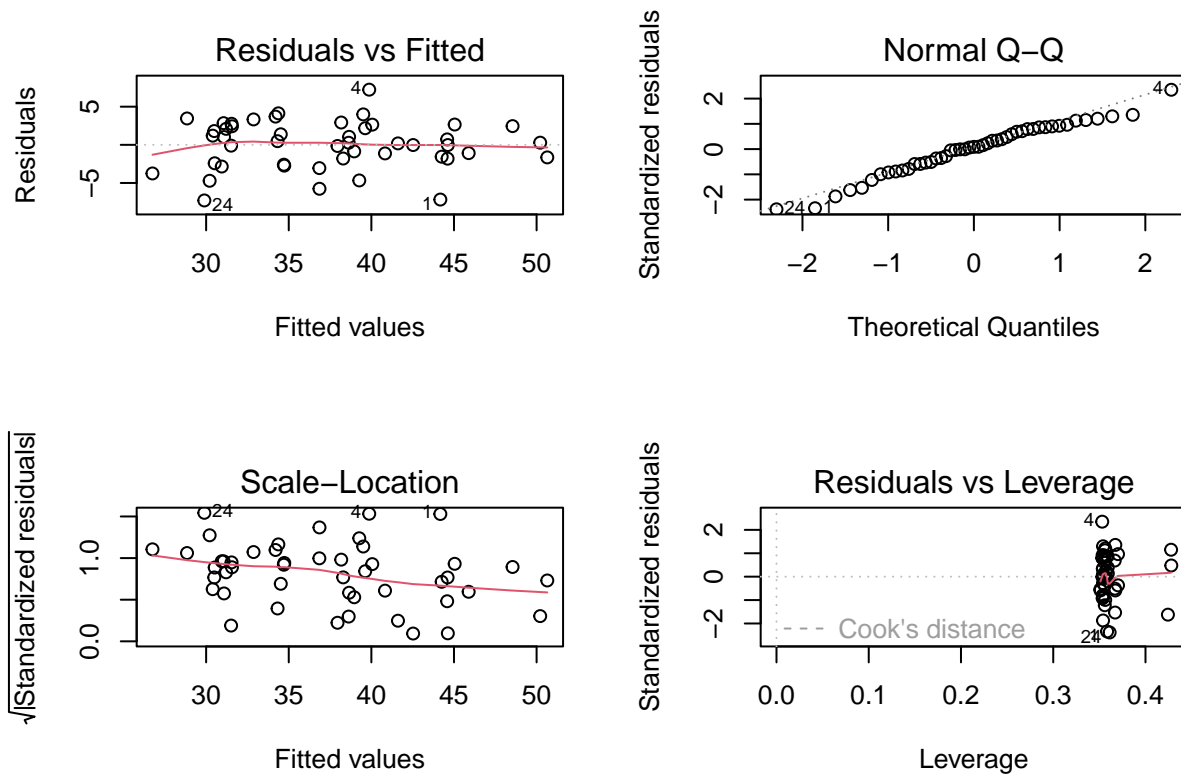 Residuals vs Fitted
Residuals
5
−5
4
24
1
30 35 40 45 50
Fitted values
Normal Q−Q
Standardized residuals
2
0
−2
4
24
1
−2 −1 0 1 2
Theoretical Quantiles
Scale−Location
√|Standardized residuals|
1.0
0.0
24
4
1
30 35 40 45 50
Fitted values
Residuals vs Leverage
Standardized residuals
2
0
−2
4
24
1
Cook's distance
0.0 0.1 0.2 0.3 0.4
Leverage